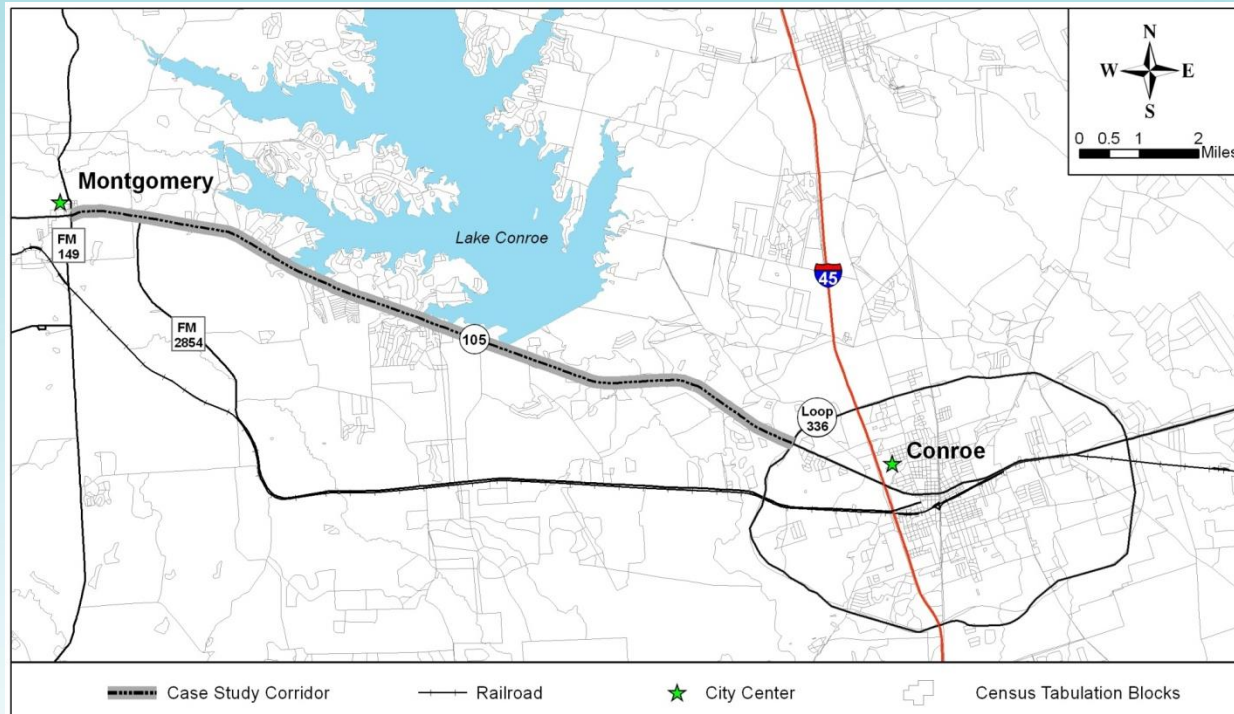 N
W E
S
0 0.5 1 2
Miles
Montgomery
FM
149
Lake Conroe
45
FM
2854
105
Loop
336
Conroe
Case Study Corridor
Railroad
City Center
Census Tabulation Blocks